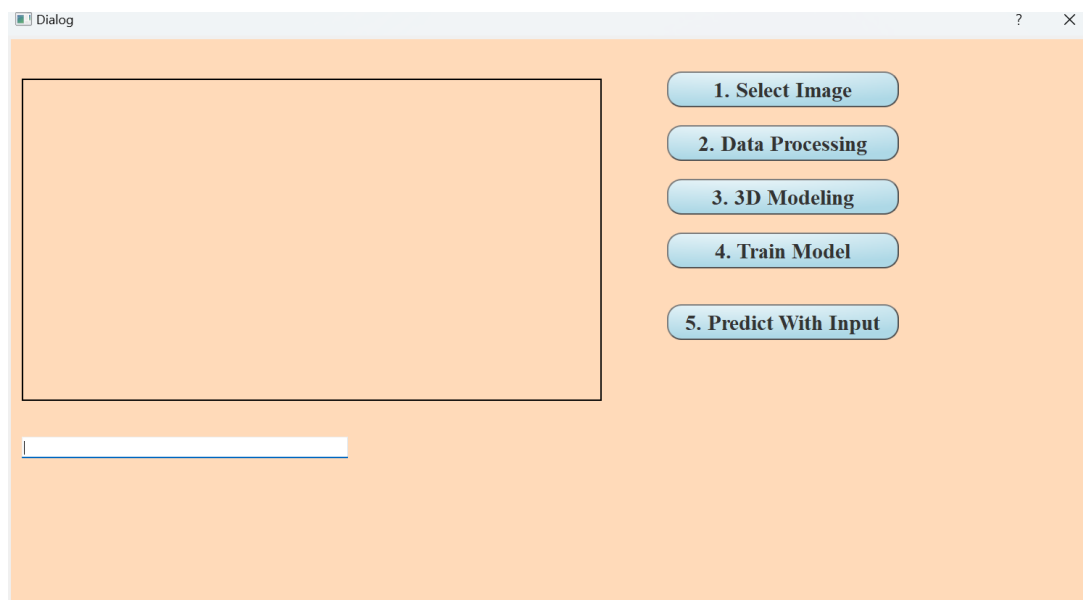 Dialog
?
1. Select Image
2. Data Processing
3. 3D Modeling
4. Train Model
5. Predict With Input